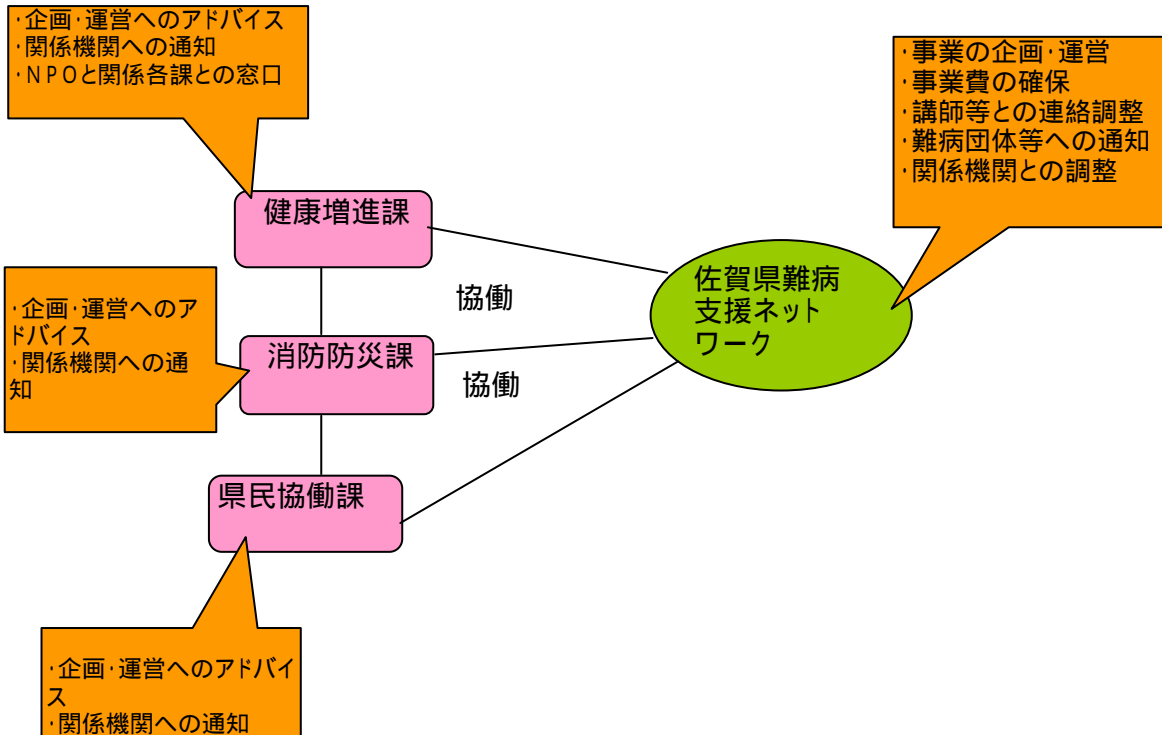 ·企画·運営へのアドバイス
·関係機関への通知
·NPOと関係各課との窓口
·事業の企画·運営
·事業費の確保
·講師等との連絡調整
·難病団体等への通知
·関係機関との調整
健康増進課
協働
佐賀県難病
支援ネット
ワーク
·企画·運営へのア
ドバイス
·関係機関への通
知
消防防災課
協働
県民協働課
·企画·運営へのアドバイ
ス
·関係機関への通知